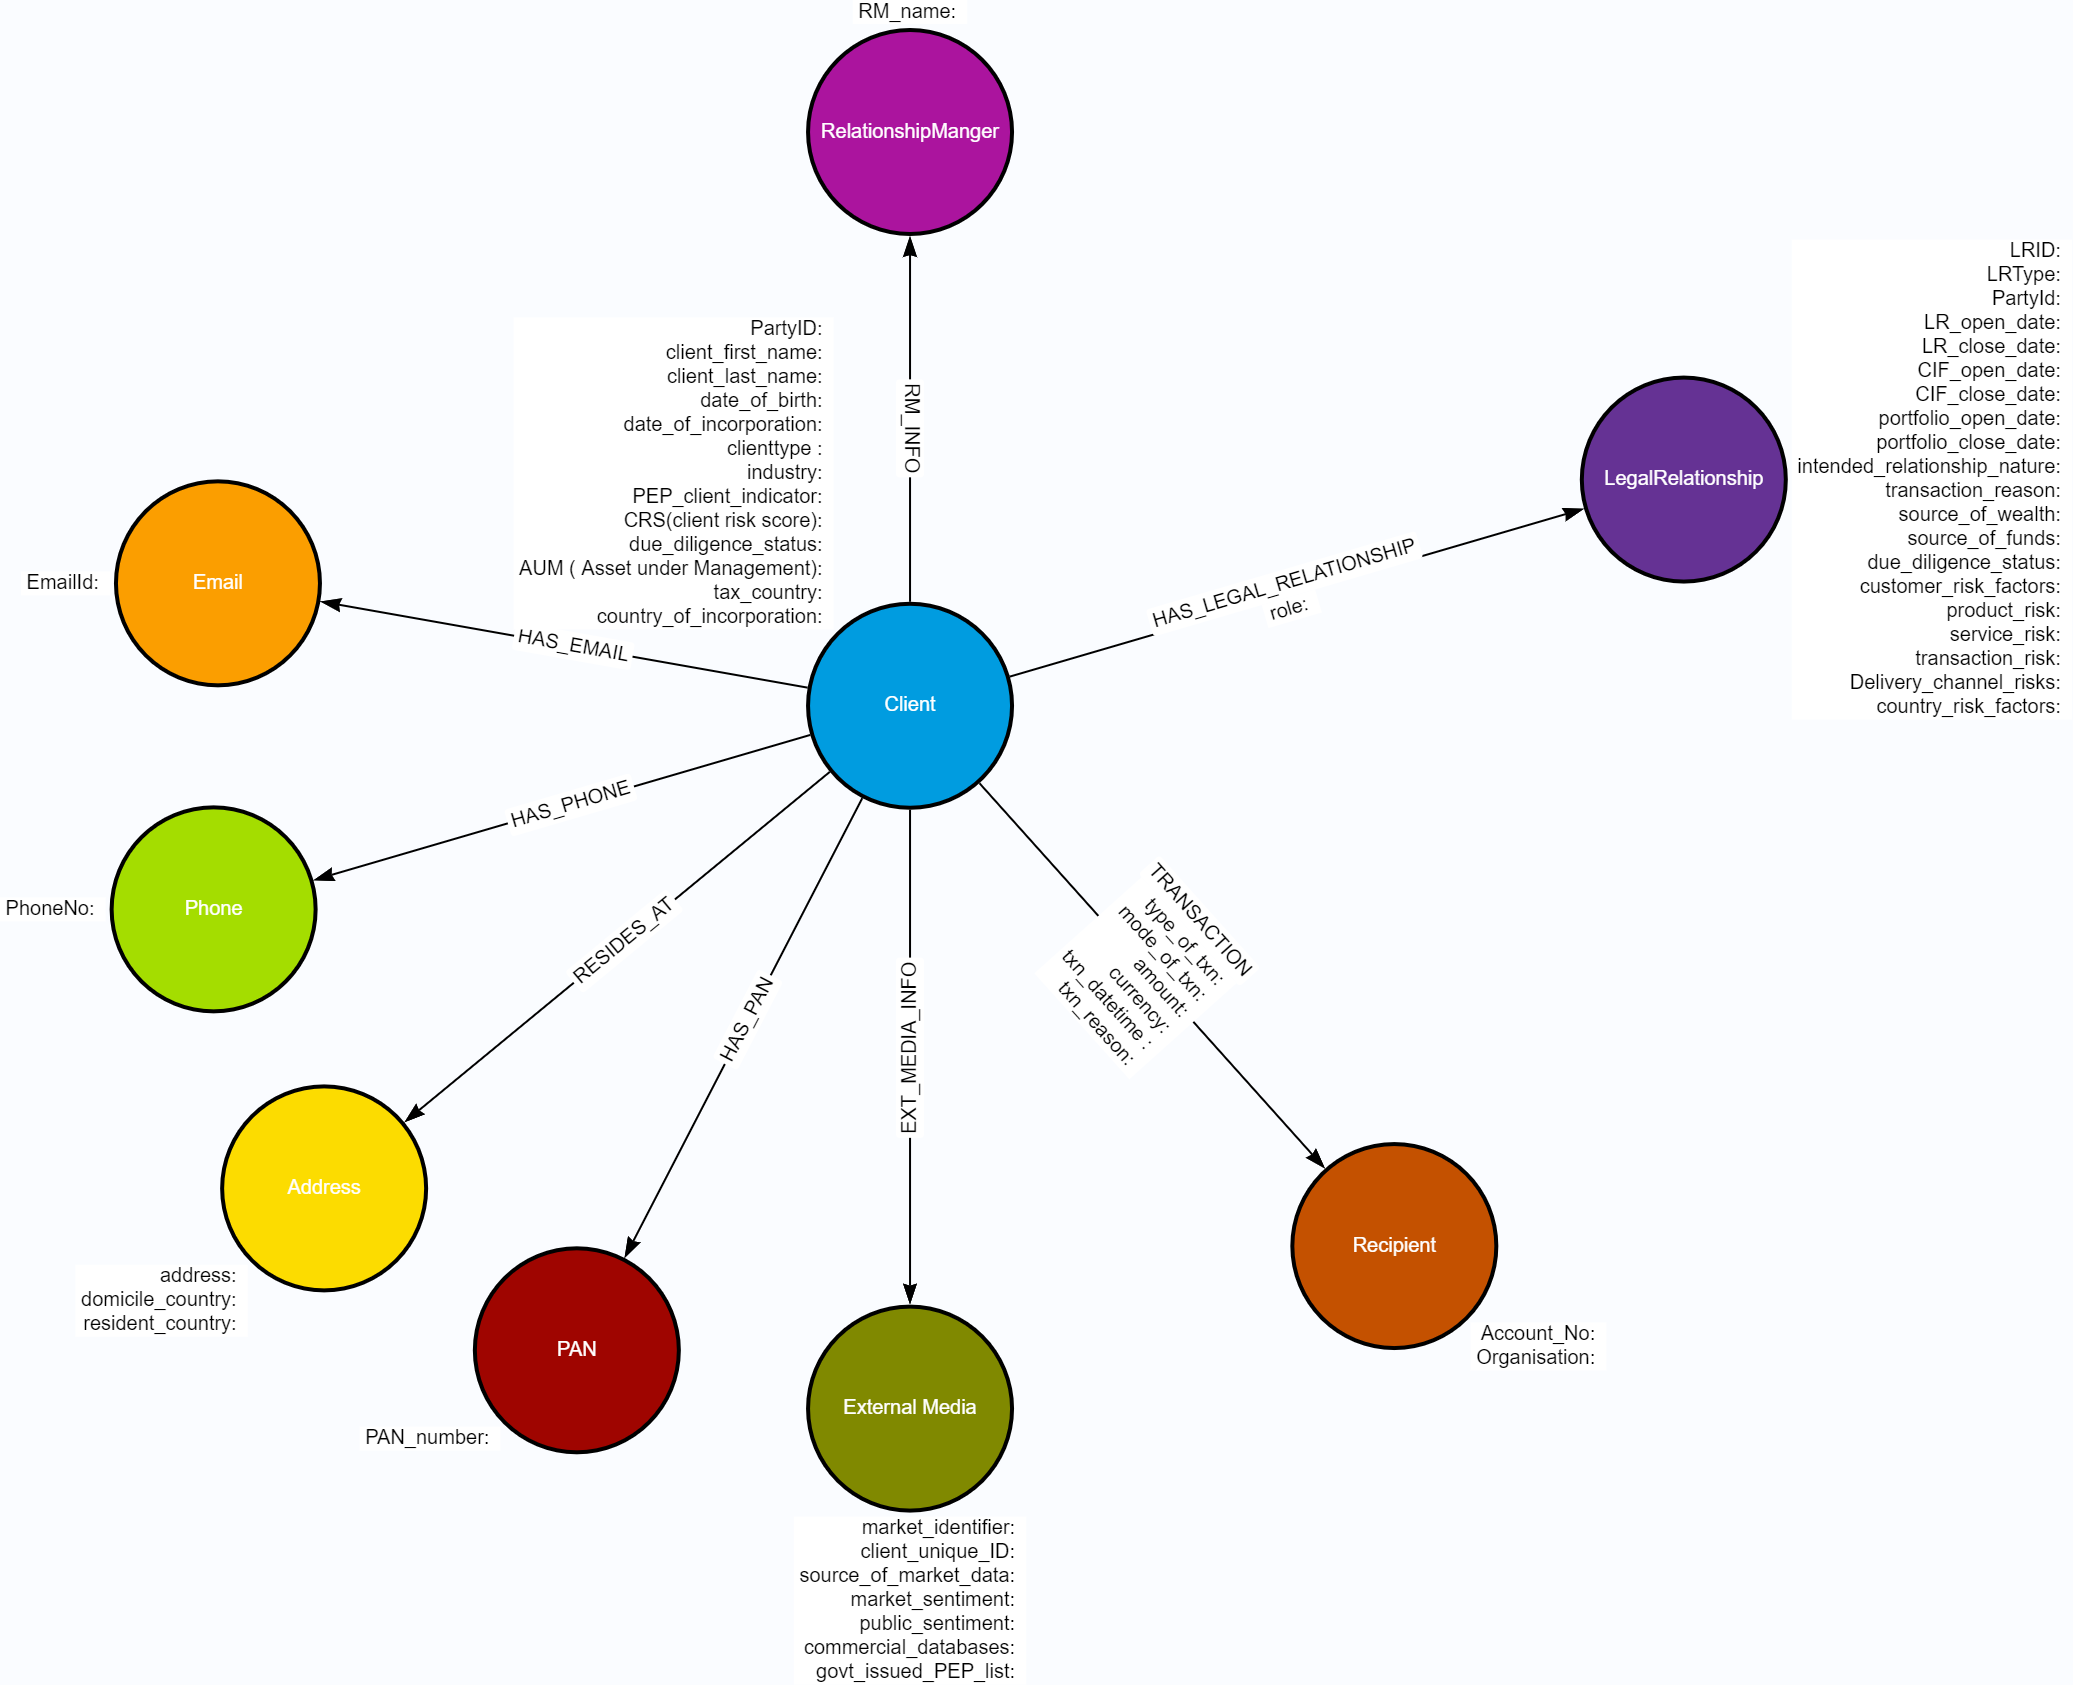 RM_name:
RelationshipManger
RM_INFO
LRID:
LRType:
PartyId:
LR_open_date:
LR_close_date:
CIF_open_date:
CIF_close_date:
portfolio_open_date:
portfolio_close_date:
intended_relationship_nature:
transaction_reason:
source_of_wealth:
source_of_funds:
due_diligence_status:
customer_risk_factors:
product_risk:
service_risk:
transaction_risk:
Delivery_channel_risks:
country_risk_factors:
LegalRelationship
HAS_LEGAL_RELATIONSHIP
role:
PartyID:
client_first_name:
client_last_name:
date_of_birth:
date_of_incorporation:
clienttype :
industry:
PEP_client_indicator:
CRS(client risk score):
due_diligence_status:
AUM ( Asset under Management):
tax_country:
country_of_incorporation:
Client
EmailId:
Email
HAS_EMAIL
HAS_PHONE
PhoneNo:
Phone
RESIDES_AT
Address
address:
domicile_country:
resident_country:
HAS_PAN
PAN
PAN_number:
EXT_MEDIA_INFO
External Media
market_identifier:
client_unique_ID:
source_of_market_data:
market_sentiment:
public_sentiment:
commercial_databases:
govt_issued_PEP_list:
TRANSACTION
type_of_txn:
mode_of_txn:
amount:
currency:
txn_datetime :
txn_reason:
Recipient
Account_No:
Organisation: